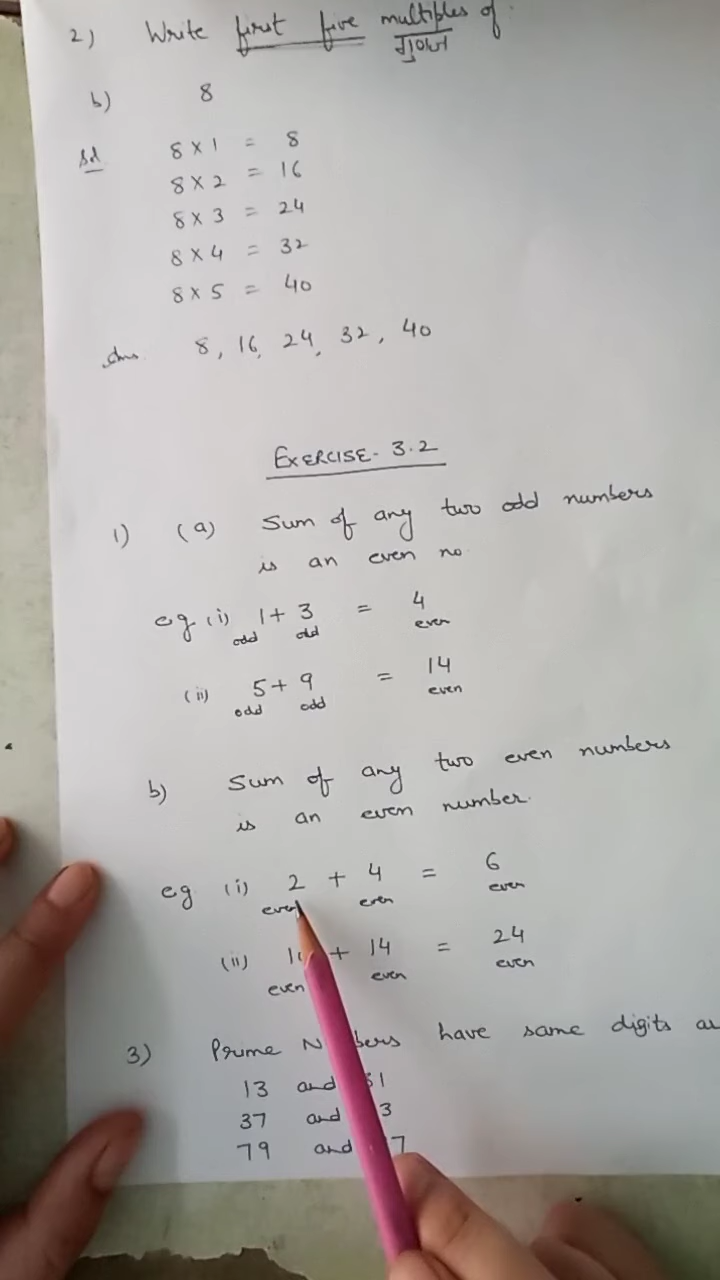 2) Write first five multiples of
गुणज
b) 8
Sol 8 × 1 = 8
8 × 2 = 16
8 × 3 = 24
8 × 4 = 32
8 × 5 = 40
Ans. 8, 16, 24, 32, 40
EXERCISE - 3.2
1) (a) Sum of any two odd numbers
is an even no.
eg (i) 1 + 3 = 4
odd odd even
(ii) 5 + 9 = 14
odd odd even
b) Sum of any two even numbers
is an even number.
eg (i) 2 + 4 = 6
even even even
(ii) + 14 = 24
even even even
3) Prime have same digits
13 and
37 and
79 and